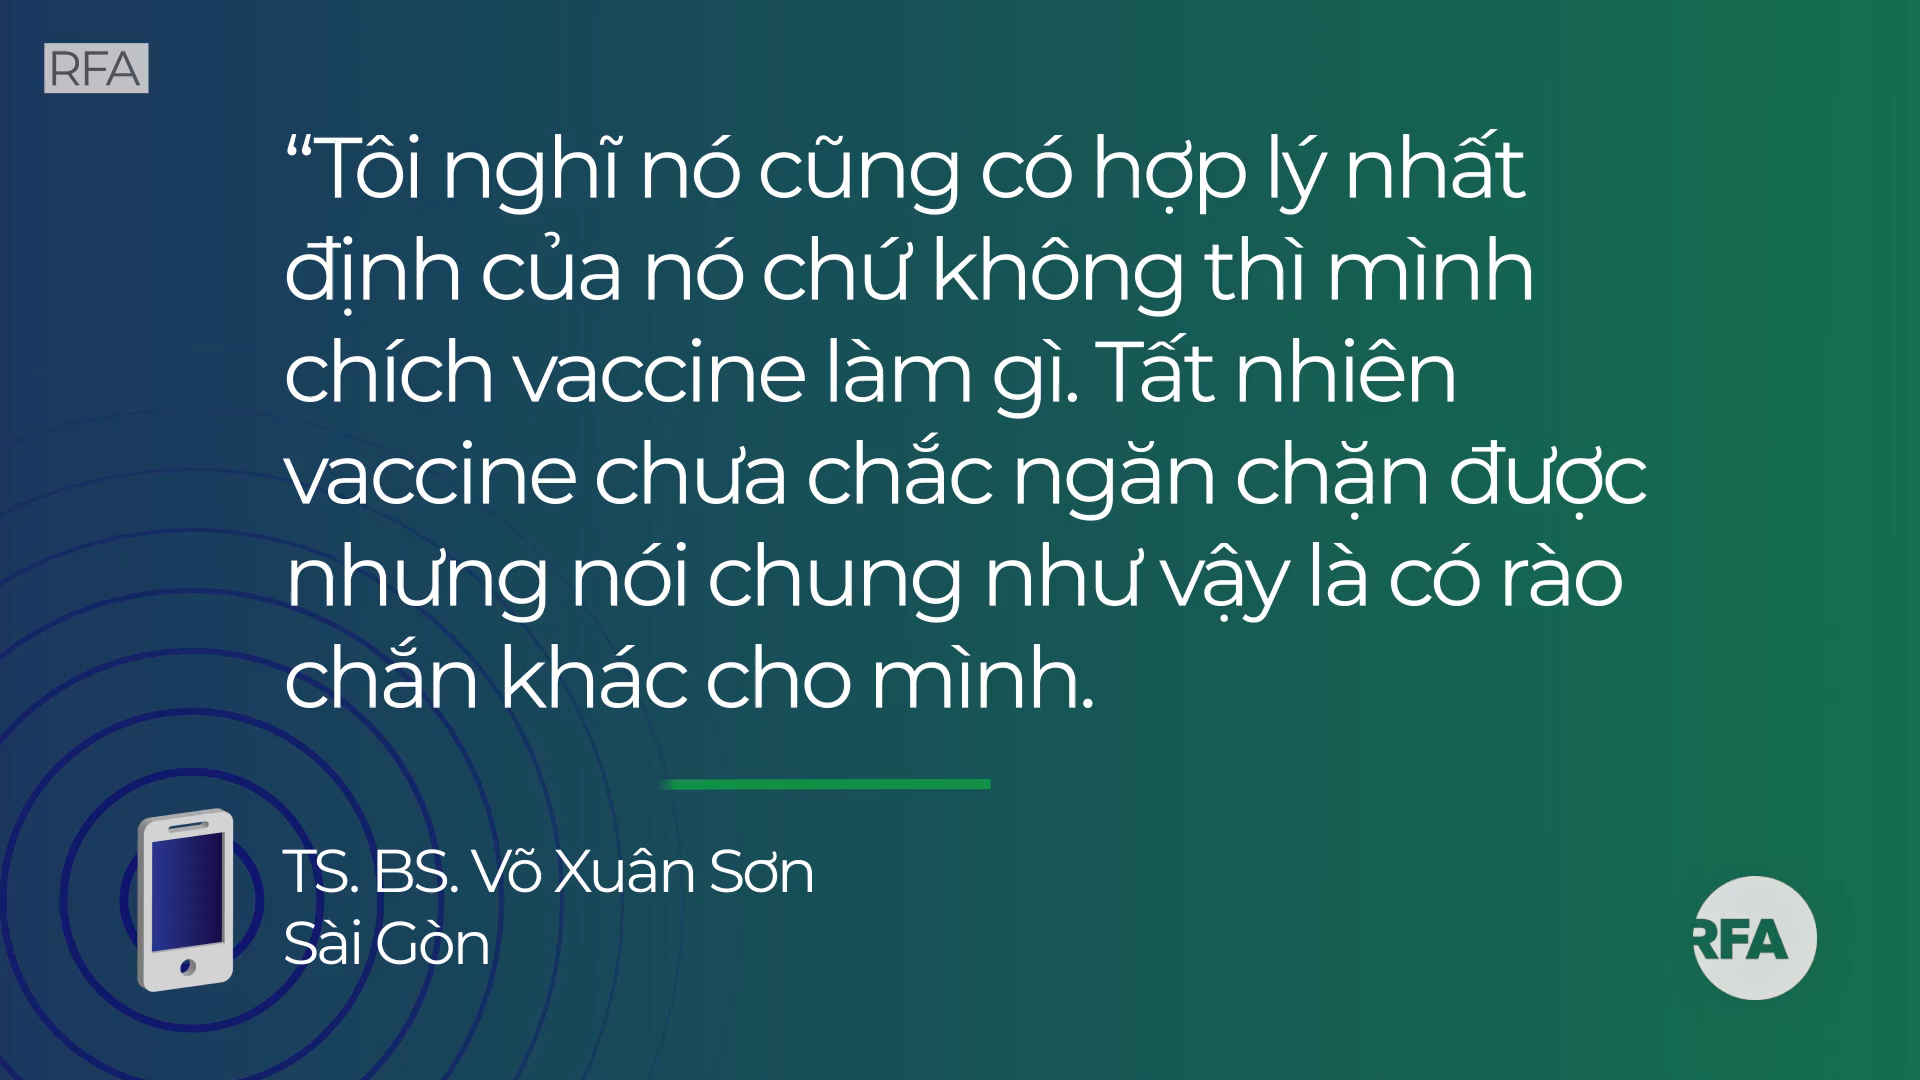 RFA
“Tôi nghĩ nó cũng có hợp lý nhất
định của nó chứ không thì mình
chích vaccine làm gì. Tất nhiên
vaccine chưa chắc ngăn chặn được
nhưng nói chung như vậy là có rào
chắn khác cho mình.
TS. BS. Võ Xuân Sơn
Sài Gòn
RFA